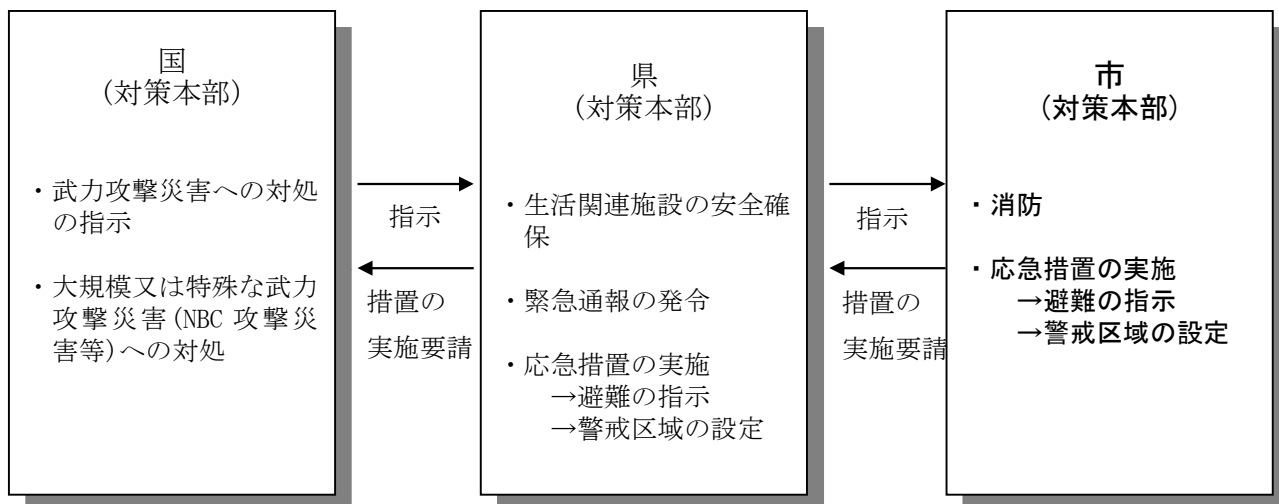 国
(対策本部)
・武力攻撃災害への対処
の指示
・大規模又は特殊な武力
攻撃災害(NBC 攻撃災
害等)への対処
指示
措置の
実施要請
県
(対策本部)
・生活関連施設の安全確
保
・緊急通報の発令
・応急措置の実施
→避難の指示
→警戒区域の設定
指示
措置の
実施要請
市
(対策本部)
・消防
・応急措置の実施
→避難の指示
→警戒区域の設定